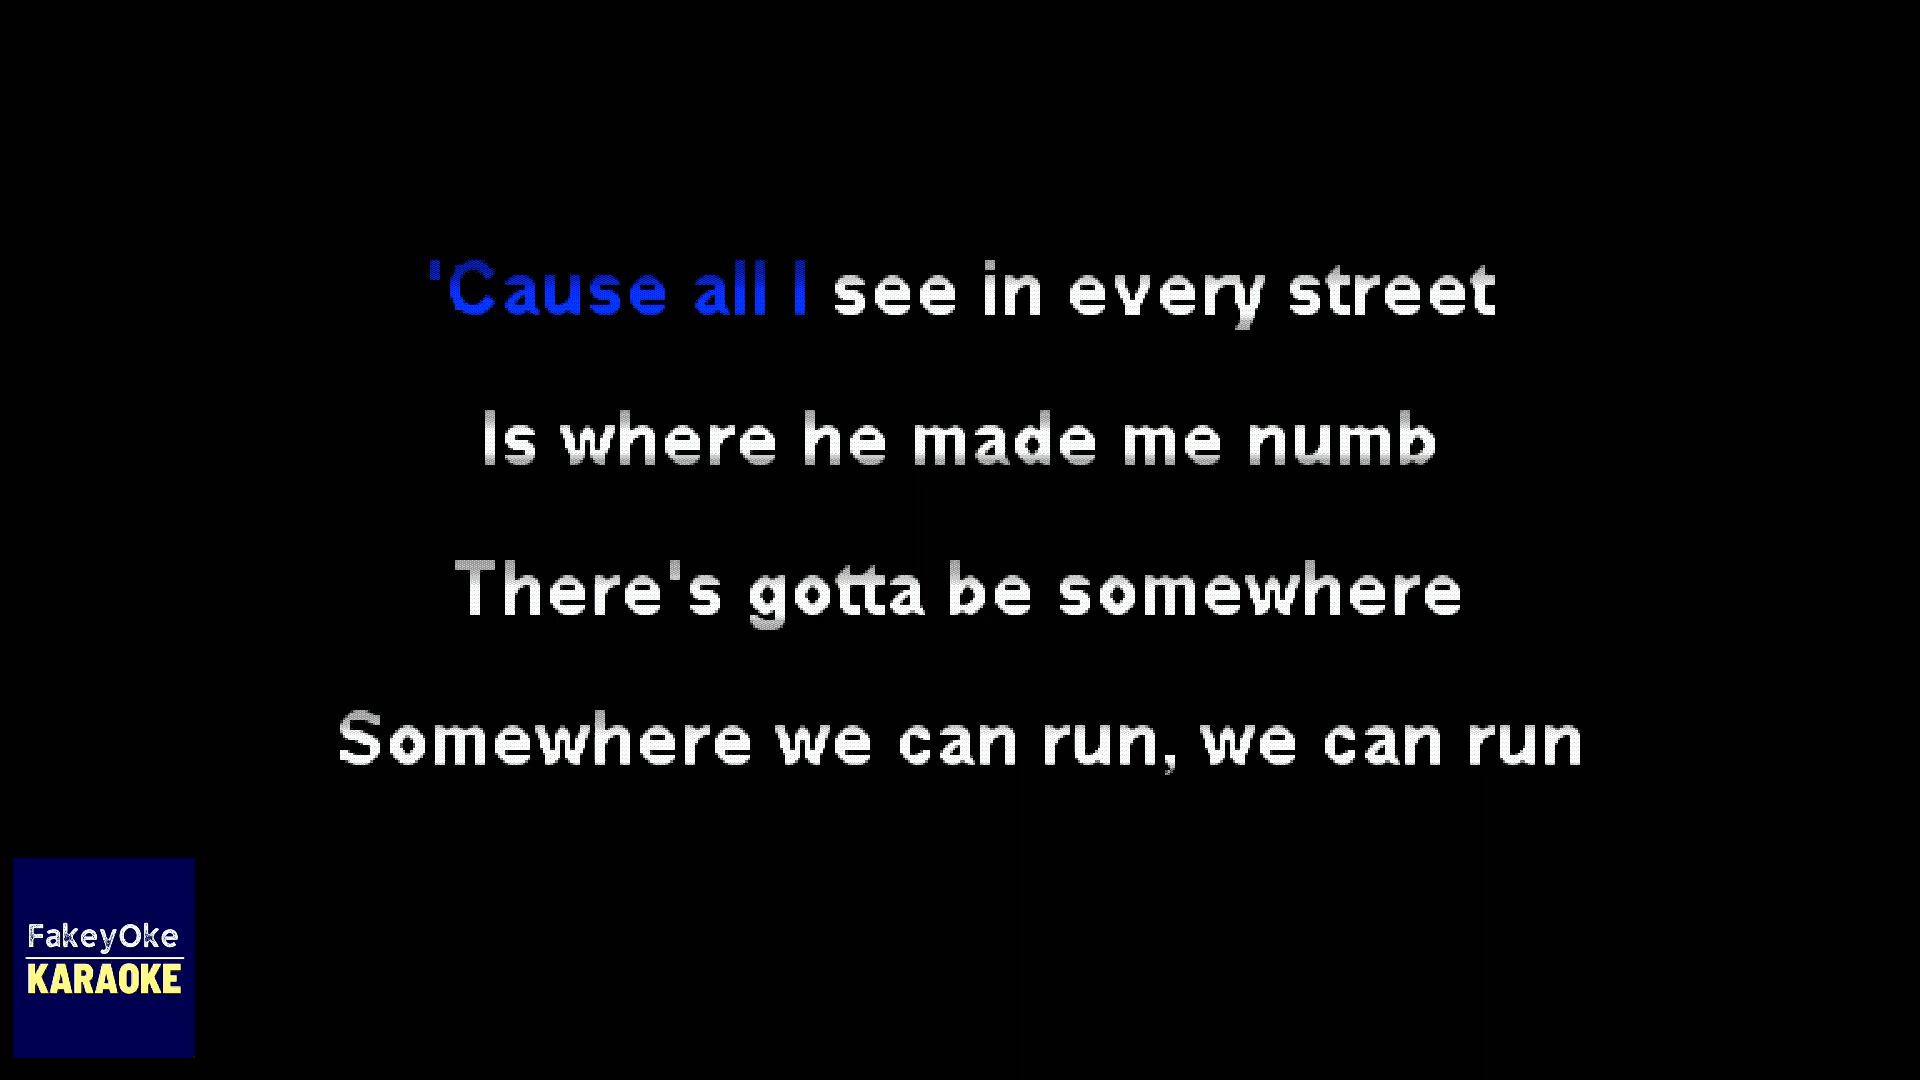 'Cause all I see in every street
Is where he made me numb
There's gotta be somewhere
Somewhere we can run, we can run
FakeyOke
KARAOKE